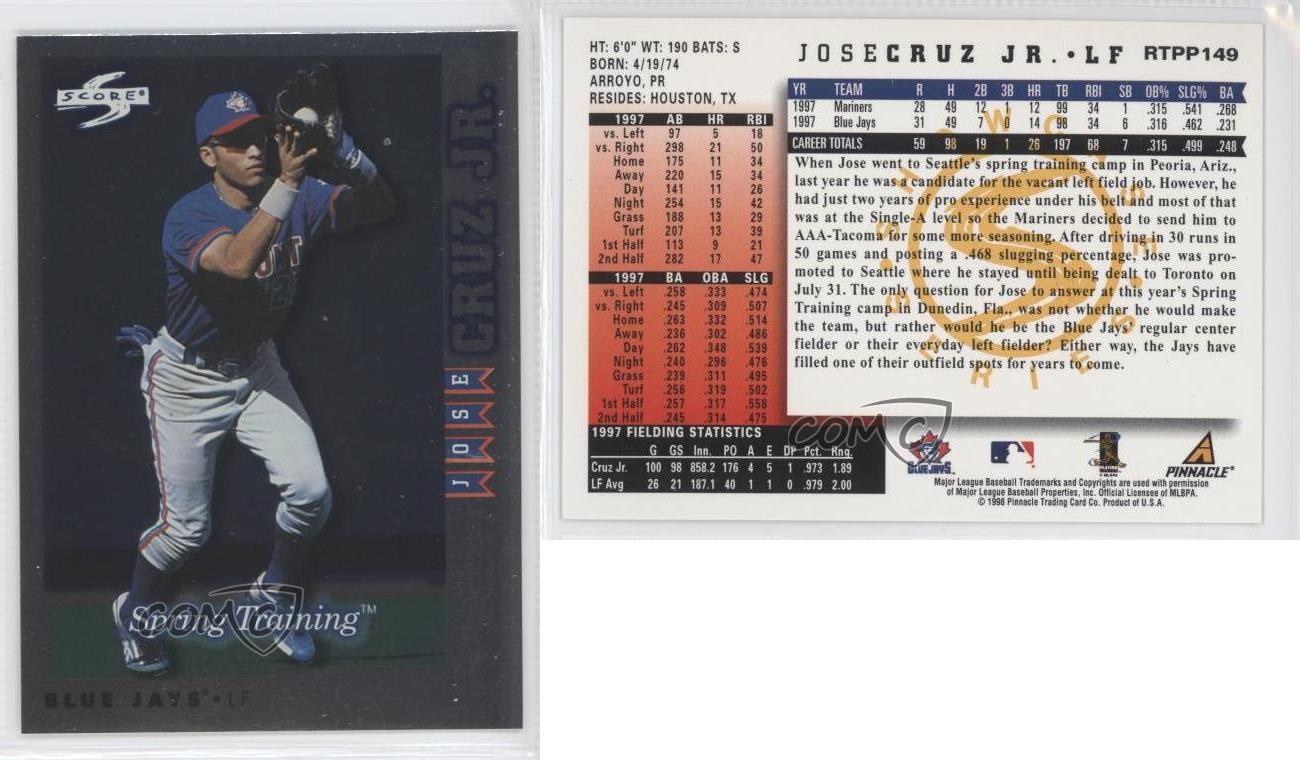 SCORE
JOSE CRUZ JR.
Spring Training™
BLUE JAYS • LF
COMC
HT: 6'0" WT: 190 BATS: S
BORN: 4/19/74
ARROYO, PR
RESIDES: HOUSTON, TX
JOSE CRUZ JR. • LF RTPP149
1997 AB HR RBI
vs. Left 97 5 18
vs. Right 298 21 50
Home 175 11 34
Away 220 15 34
Day 141 11 26
Night 254 15 42
Grass 188 13 29
Turf 207 13 39
1st Half 113 9 21
2nd Half 282 17 47
1997 BA OBA SLG
vs. Left .258 .333 .474
vs. Right .245 .309 .507
Home .263 .332 .514
Away .236 .302 .486
Day .262 .348 .539
Night .240 .296 .476
Grass .239 .311 .495
Turf .256 .319 .502
1st Half .257 .317 .558
2nd Half .245 .314 .475
YR TEAM R H 2B 3B HR TB RBI SB OB% SLG% BA
1997 Mariners 28 49 12 1 12 99 34 1 .315 .541 .268
1997 Blue Jays 31 49 7 0 14 98 34 6 .316 .462 .231
CAREER TOTALS 59 98 19 1 26 197 68 7 .315 .499 .248
When Jose went to Seattle's spring training camp in Peoria, Ariz.,
last year he was a candidate for the vacant left field job. However, he
had just two years of pro experience under his belt and most of that
was at the Single-A level so the Mariners decided to send him to
AAA-Tacoma for some more seasoning. After driving in 30 runs in
50 games and posting a .468 slugging percentage, Jose was pro-
moted to Seattle where he stayed until being dealt to Toronto on
July 31. The only question for Jose to answer at this year's Spring
Training camp in Dunedin, Fla., was not whether he would make
the team, but rather would he be the Blue Jays' regular center
fielder or their everyday left fielder? Either way, the Jays have
filled one of their outfield spots for years to come.
SHOWCASE SERIES
1997 FIELDING STATISTICS
G GS Inn. PO A E DP Pct. Rng.
Cruz Jr. 100 98 858.2 176 4 5 1 .973 1.89
LF Avg 26 21 187.1 40 1 1 0 .979 2.00
COMC
BLUE JAYS
PINNACLE®
Major League Baseball Trademarks and Copyrights are used with permission
of Major League Baseball Properties, Inc. Official Licensee of MLBPA.
© 1998 Pinnacle Trading Card Co. Product of U.S.A.